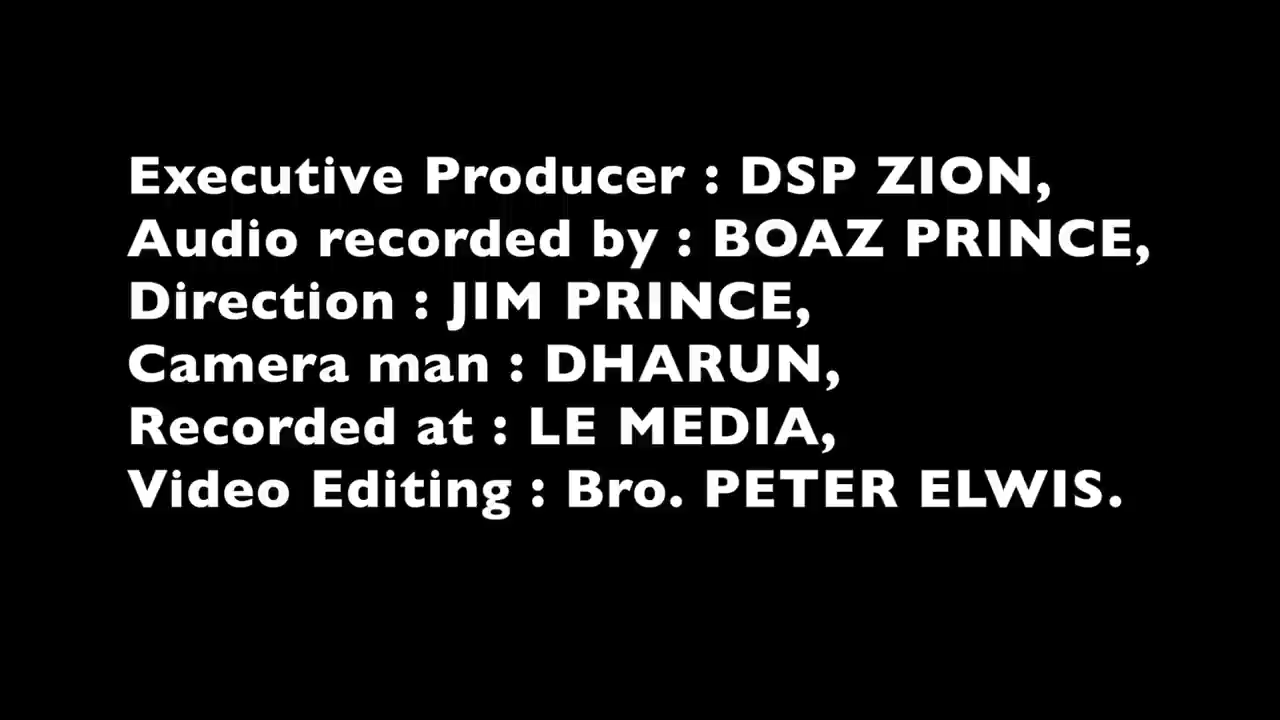 Executive Producer : DSP ZION,
Audio recorded by : BOAZ PRINCE,
Direction : JIM PRINCE,
Camera man : DHARUN,
Recorded at : LE MEDIA,
Video Editing : Bro. PETER ELWIS.